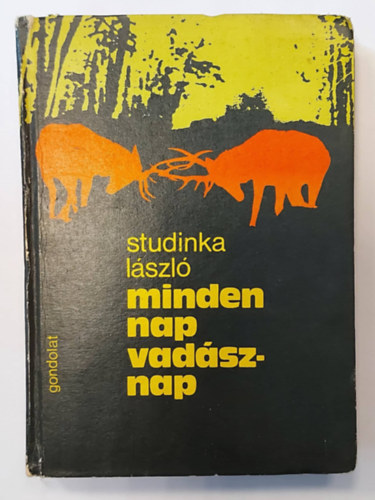 studinka
lászló
minden
nap
vadász-
nap
gondolat